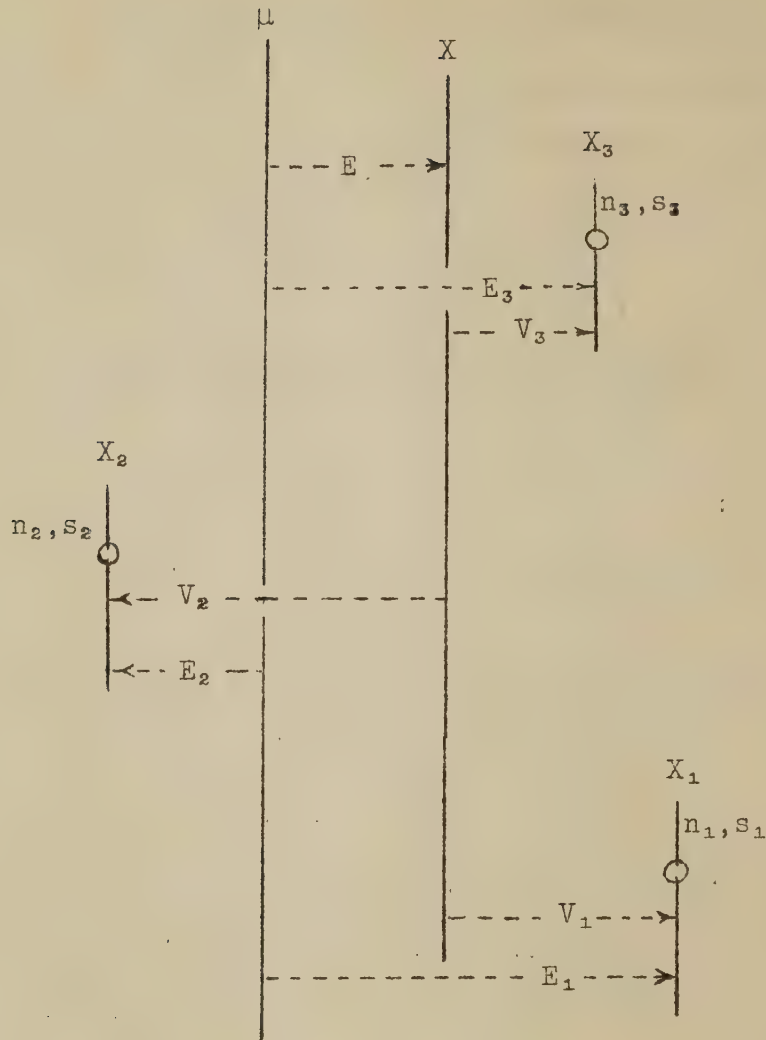 μ
X
X₃
E
n₃,s₃
E₃
V₃
X₂
n₂,s₂
V₂
E₂
X₁
n₁,s₁
V₁
E₁